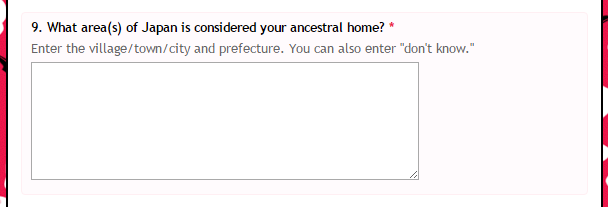 9. What area(s) of Japan is considered your ancestral home? *
Enter the village/town/city and prefecture. You can also enter "don't know."